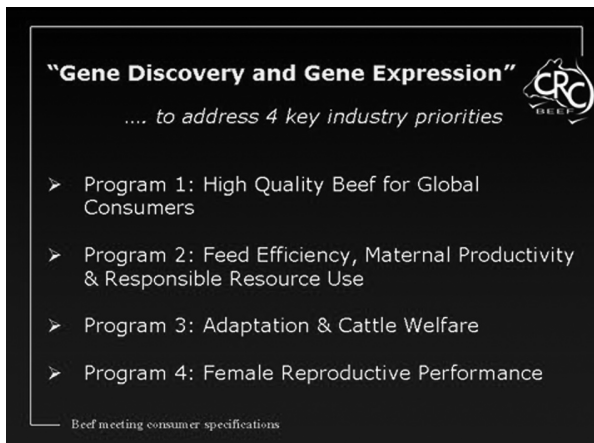 “Gene Discovery and Gene Expression”
CRC
BEEF
.... to address 4 key industry priorities
➢ Program 1: High Quality Beef for Global
Consumers
➢ Program 2: Feed Efficiency, Maternal Productivity
& Responsible Resource Use
➢ Program 3: Adaptation & Cattle Welfare
➢ Program 4: Female Reproductive Performance
Beef meeting consumer specifications